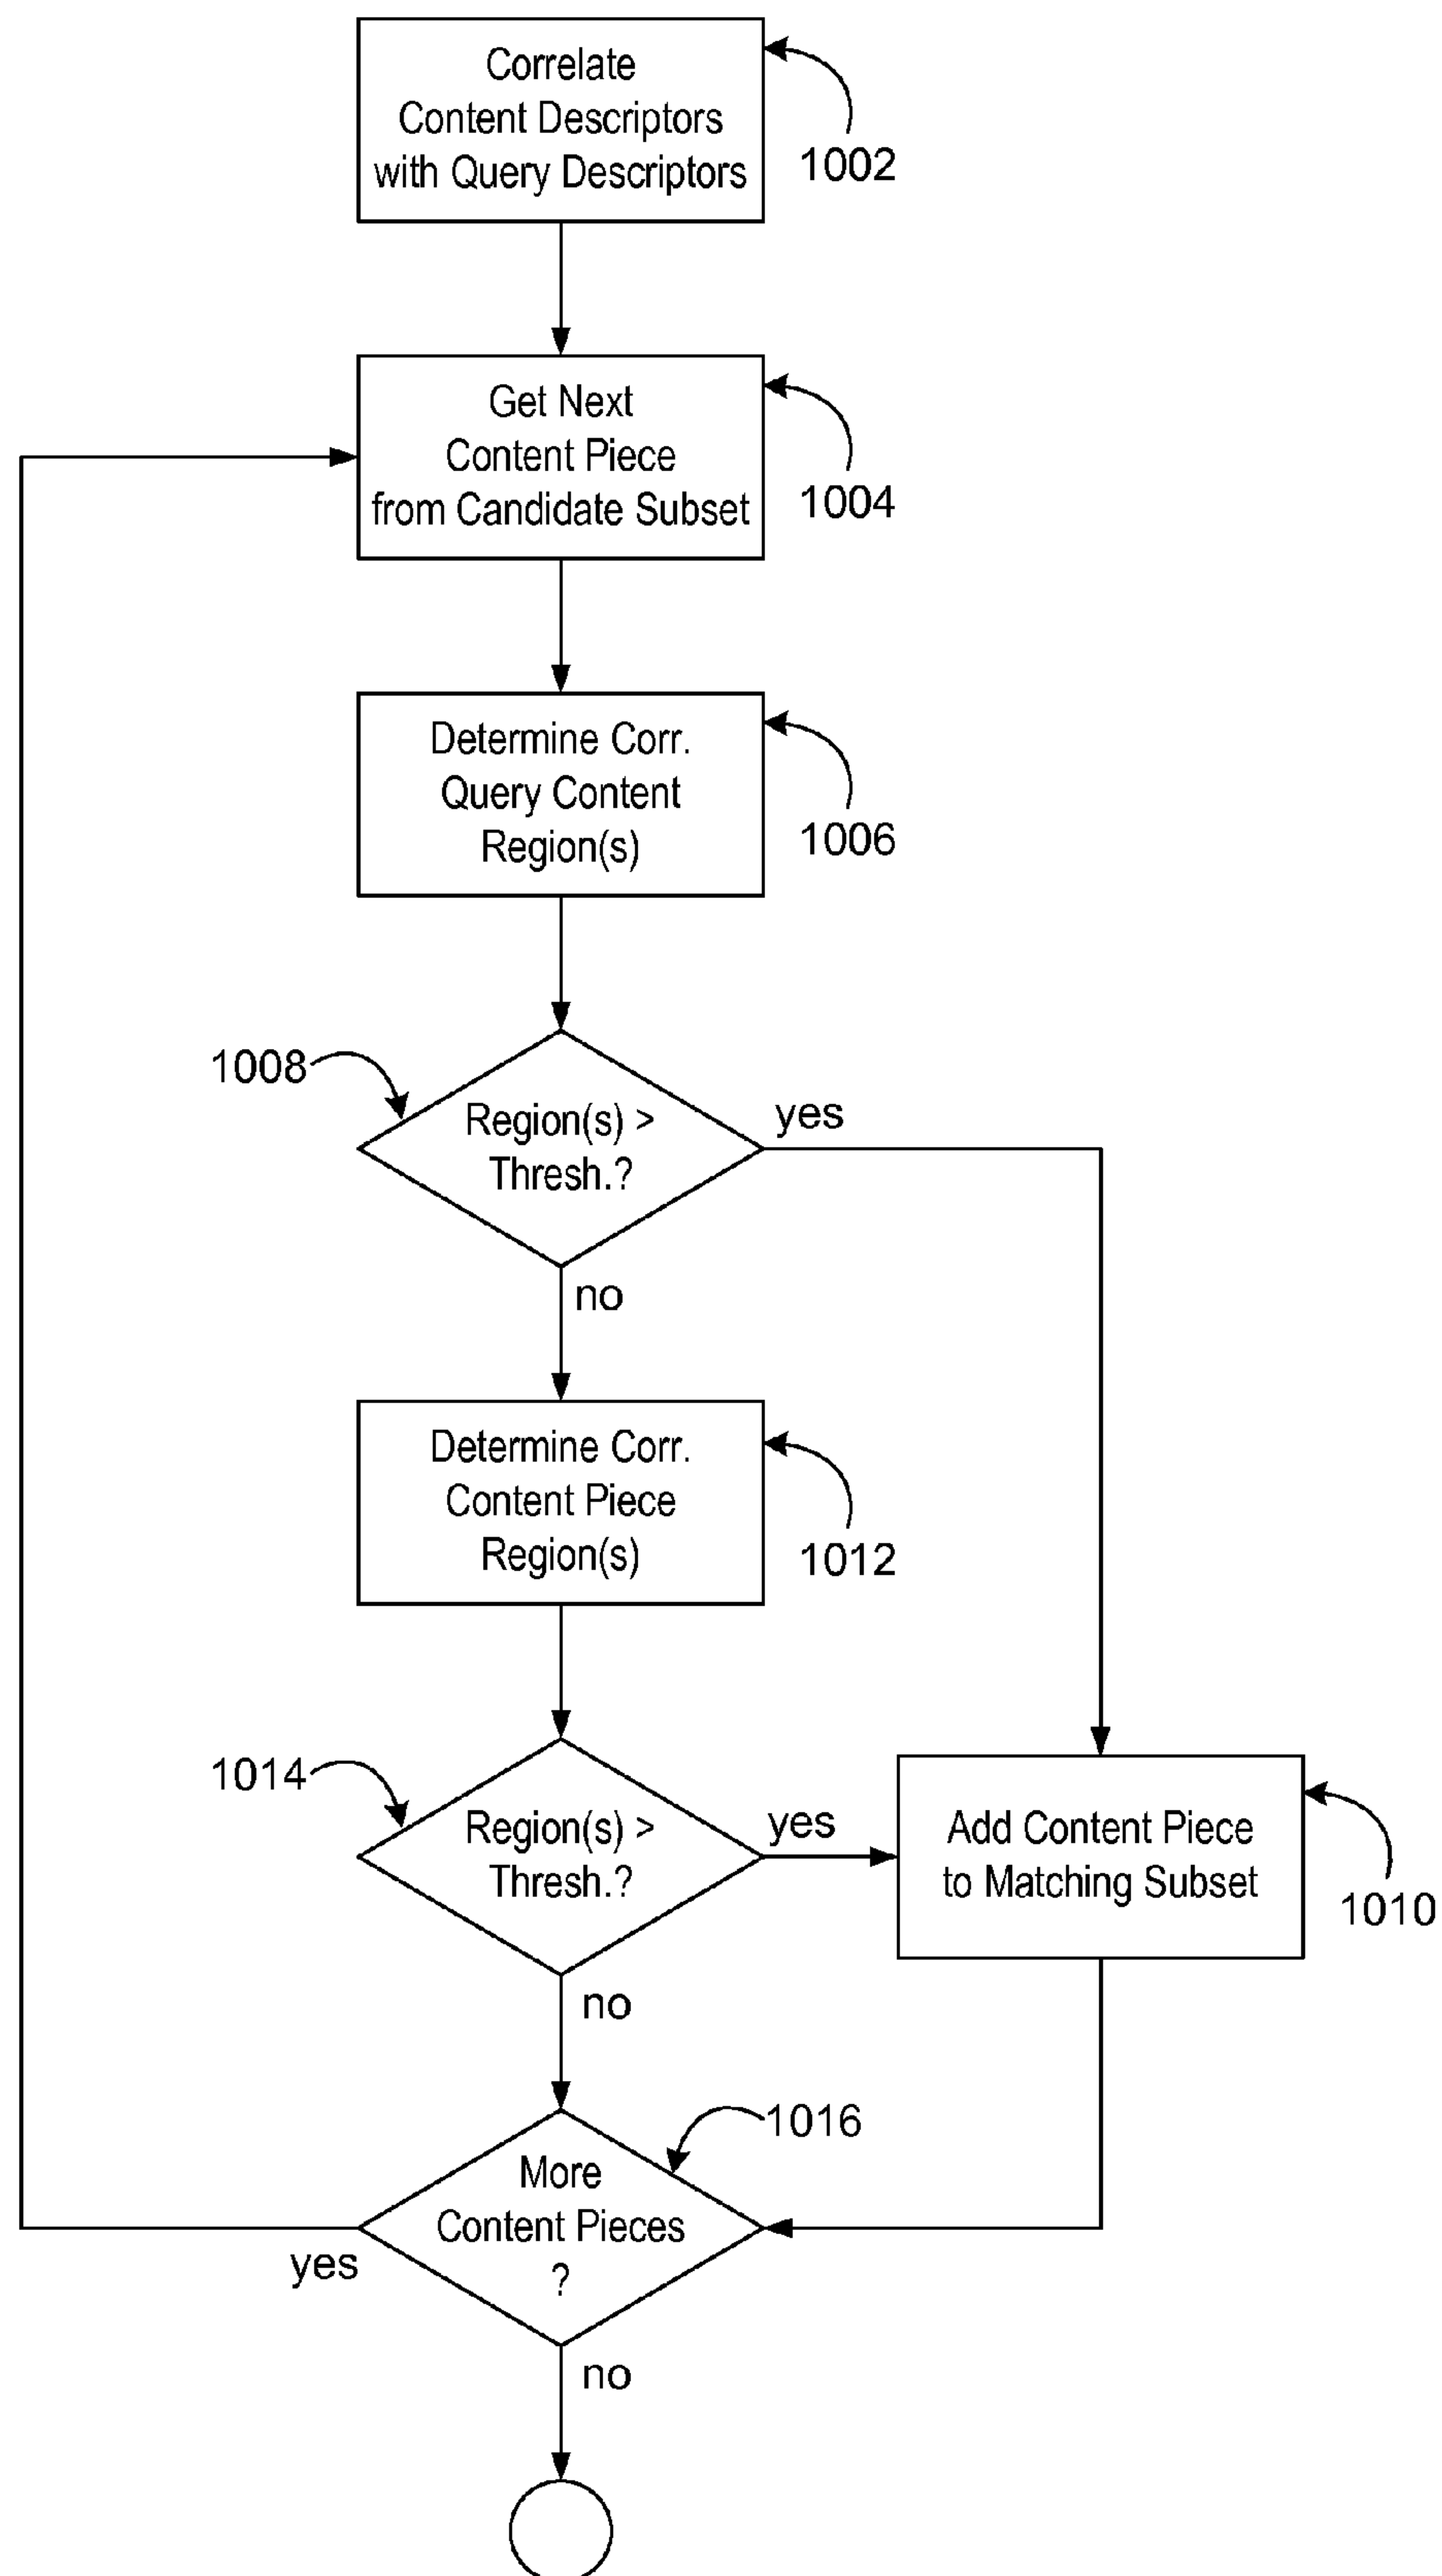 Correlate
Content Descriptors
with Query Descriptors
1002
Get Next
Content Piece
from Candidate Subset
1004
Determine Corr.
Query Content
Region(s)
1006
1008
Region(s) >
Thresh.?
yes
no
Determine Corr.
Content Piece
Region(s)
1012
1014
Region(s) >
Thresh.?
yes
no
Add Content Piece
to Matching Subset
1010
1016
More
Content Pieces
?
yes
no